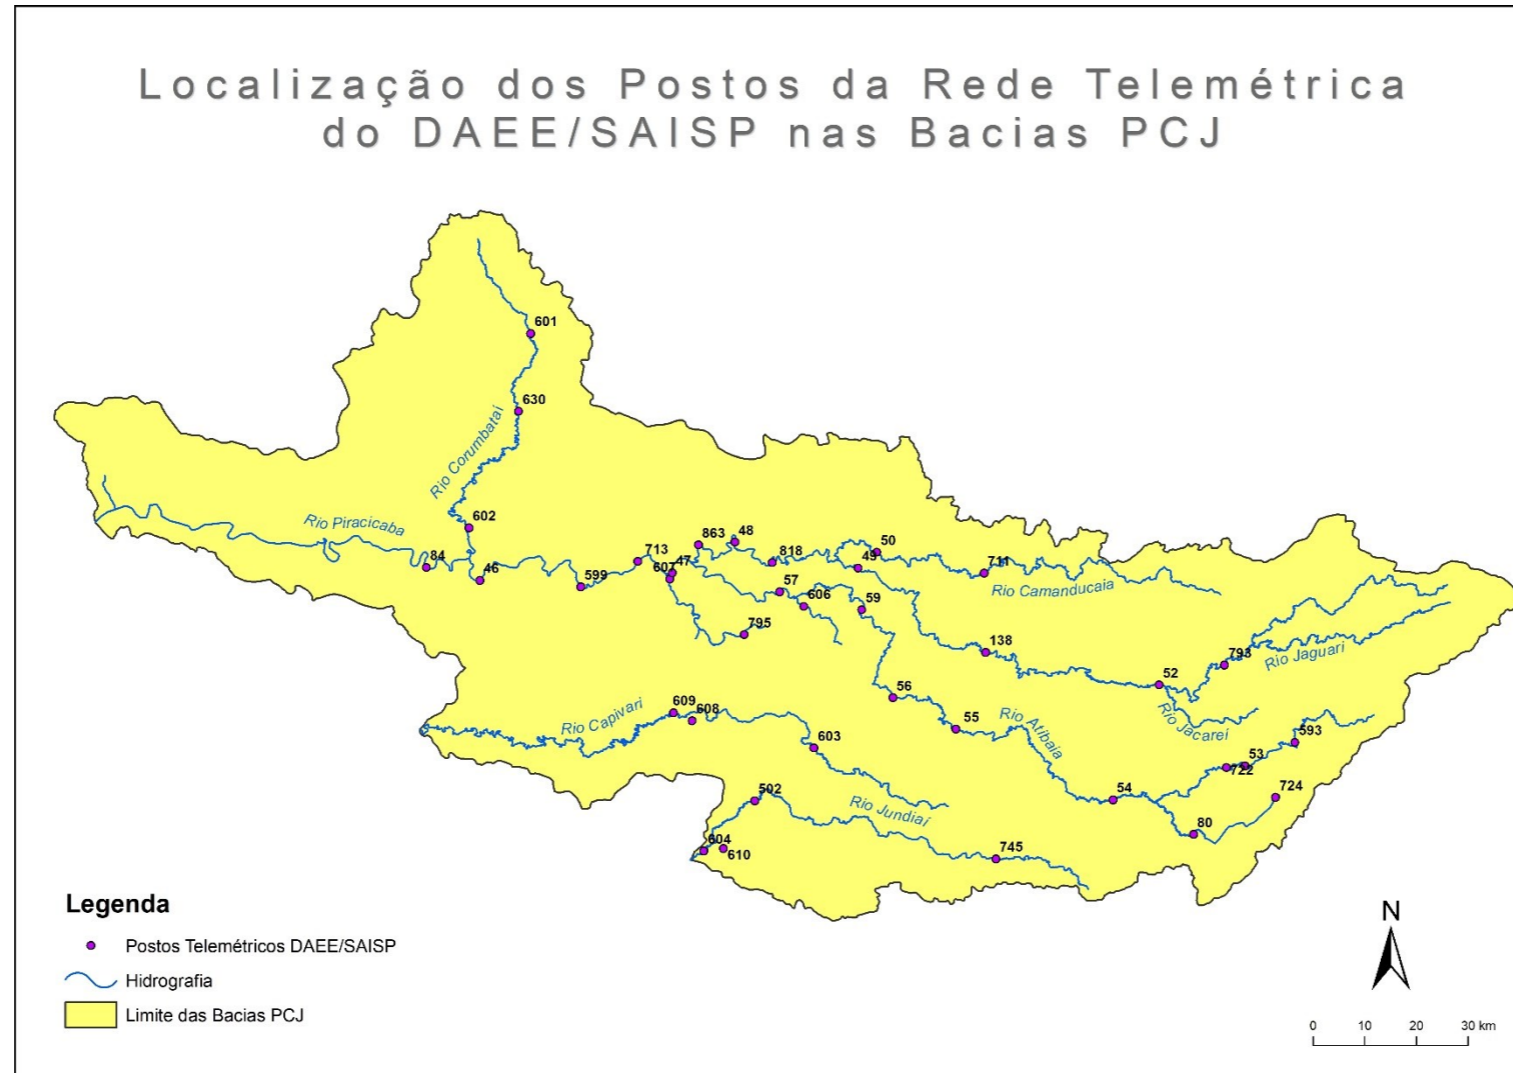 Localização dos Postos da Rede Telemétrica
do DAEE/SAISP nas Bacias PCJ
601
630
Rio Corumbataí
602
Rio Piracicaba
84
46
599
713
607
47
863
48
818
50
49
711
Rio Camanducaia
57
606
59
795
138
793
Rio Jaguari
52
Rio Jacareí
56
55
Rio Atibaia
609
608
Rio Capivari
603
593
53
722
724
54
80
502
Rio Jundiaí
604
610
745
Legenda
Postos Telemétricos DAEE/SAISP
Hidrografia
Limite das Bacias PCJ
N
0 10 20 30 km